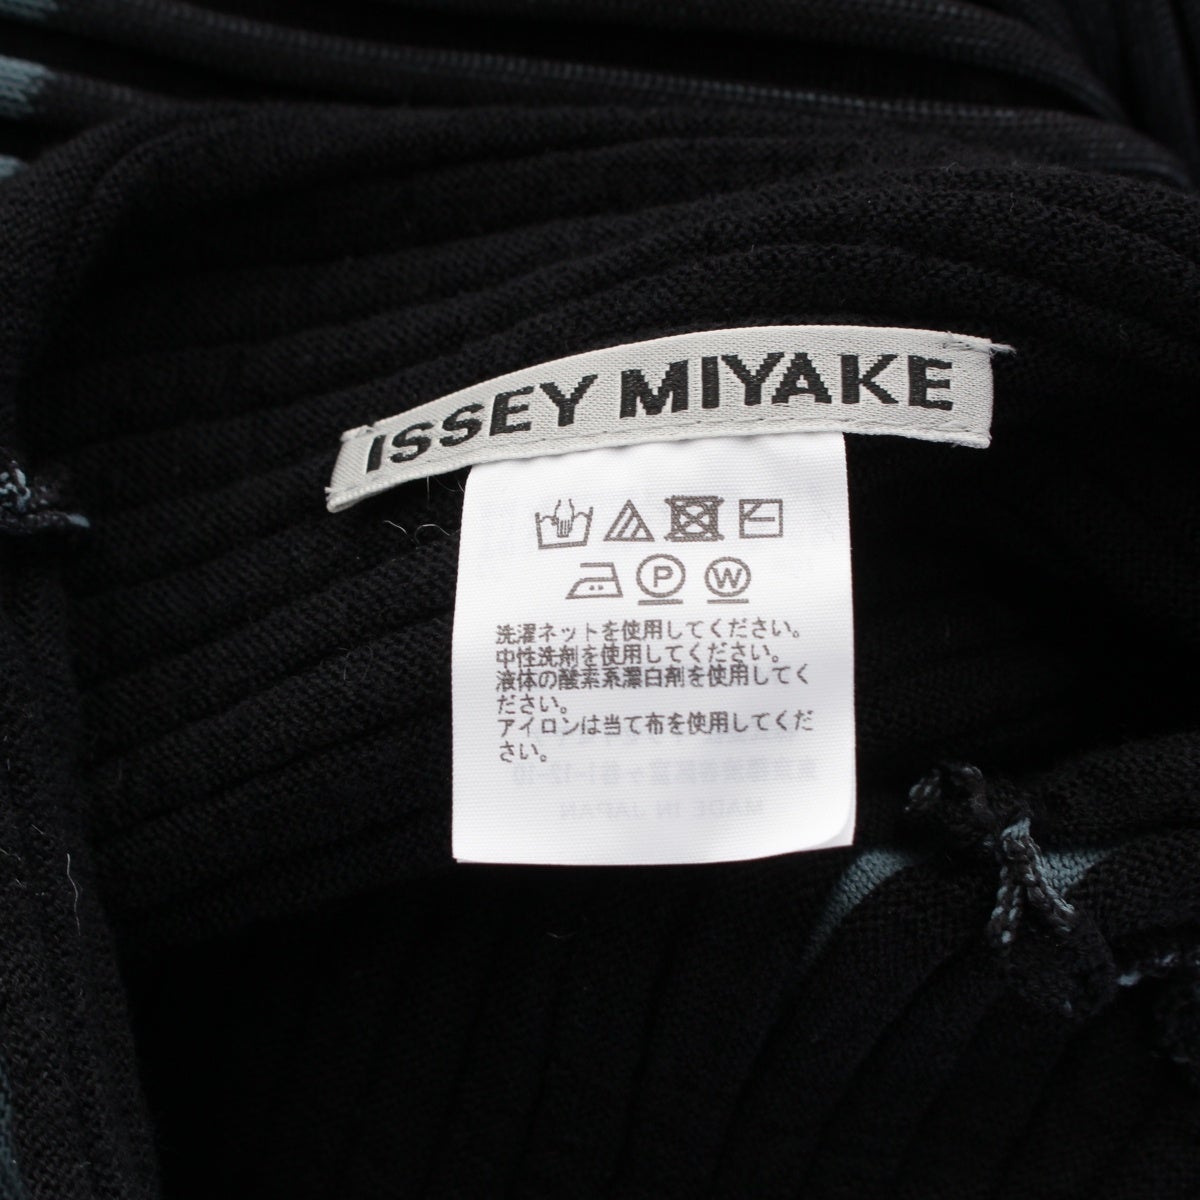 ISSEY MIYAKE
P W
洗濯ネットを使用してください。
中性洗剤を使用してください。
液体の酸素系漂白剤を使用してく
ださい。
アイロンは当て布を使用してくだ
さい。
MADE IN JAPAN